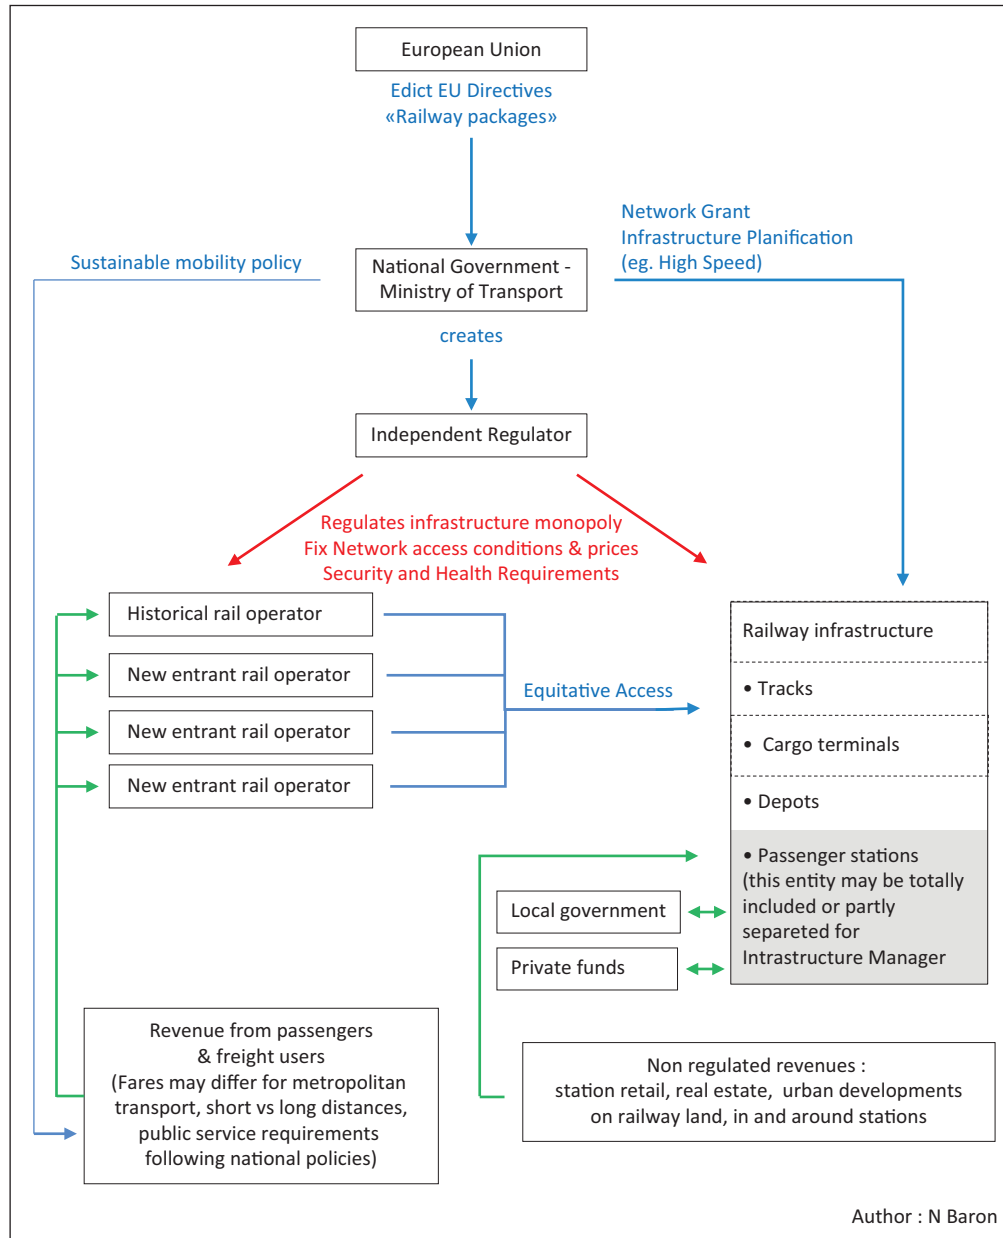 European Union
Edict EU Directives
«Railway packages»
Network Grant
Infrastructure Planification
(eg. High Speed)
Sustainable mobility policy
National Government -
Ministry of Transport
creates
Independent Regulator
Regulates infrastructure monopoly
Fix Network access conditions & prices
Security and Health Requirements
Historical rail operator
New entrant rail operator
New entrant rail operator
New entrant rail operator
Equitative Access
Railway infrastructure
• Tracks
• Cargo terminals
• Depots
• Passenger stations
(this entity may be totally
included or partly
separeted for
Intrastructure Manager
Local government
Private funds
Revenue from passengers
& freight users
(Fares may differ for metropolitan
transport, short vs long distances,
public service requirements
following national policies)
Non regulated revenues :
station retail, real estate, urban developments
on railway land, in and around stations
Author : N Baron